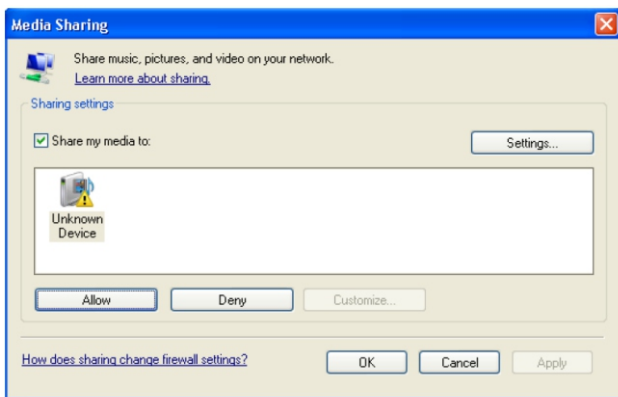 Media Sharing
Share music, pictures, and video on your network.
Learn more about sharing.
Sharing settings
Share my media to:
Settings...
Unknown
Device
Allow
Deny
Customize...
How does sharing change firewall settings?
OK
Cancel
Apply